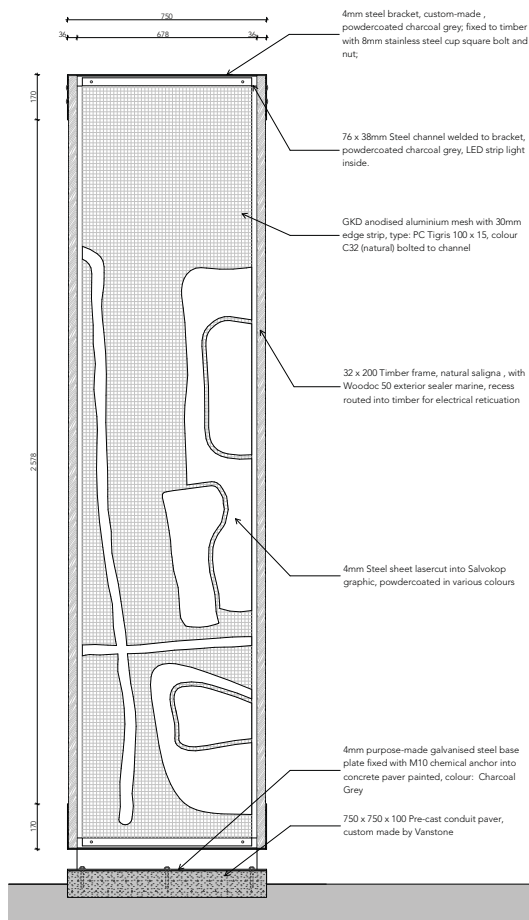 750
36
678
36
170
2 578
170
4mm steel bracket, custom-made ,
powdercoated charcoal grey; fixed to timber
with 8mm stainless steel cup square bolt and
nut;
76 x 38mm Steel channel welded to bracket,
powdercoated charcoal grey, LED strip light
inside.
GKD anodised aluminium mesh with 30mm
edge strip, type: PC Tigris 100 x 15, colour
C32 (natural) bolted to channel
32 x 200 Timber frame, natural saligna , with
Woodoc 50 exterior sealer marine, recess
routed into timber for electrical reticuation
4mm Steel sheet lasercut into Salvokop
graphic, powdercoated in various colours
4mm purpose-made galvanised steel base
plate fixed with M10 chemical anchor into
concrete paver painted, colour: Charcoal
Grey
750 x 750 x 100 Pre-cast conduit paver,
custom made by Vanstone